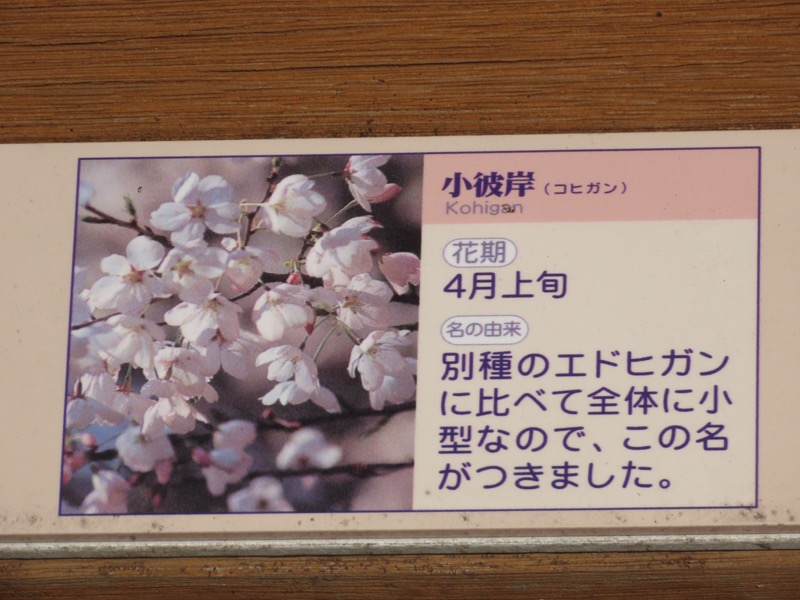 小彼岸（コヒガン）
Kohigan
花期
4月上旬
名の由来
別種のエドヒガン
に比べて全体に小
型なので、この名
がつきました。